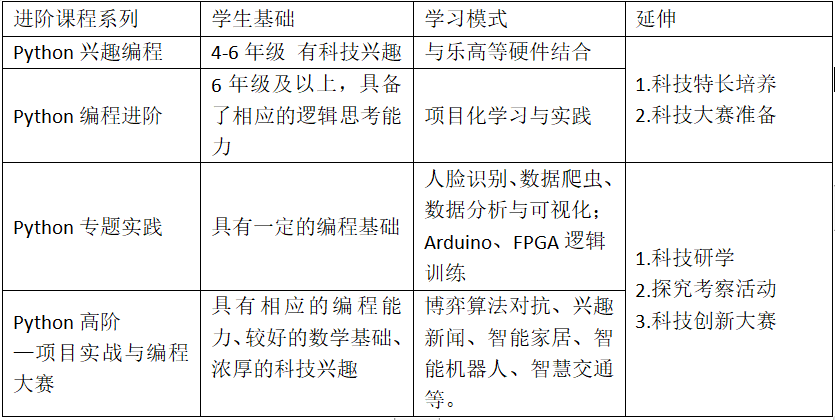 进阶课程系列
学生基础
学习模式
延伸
Python 兴趣编程
4-6 年级 有科技兴趣
与乐高等硬件结合
1.科技特长培养
2.科技大赛准备
Python 编程进阶
6 年级及以上，具备
了相应的逻辑思考能
力
项目化学习与实践
Python 专题实践
具有一定的编程基础
人脸识别、数据爬虫、
数据分析与可视化；
Arduino、FPGA 逻辑
训练
1.科技研学
2.探究考察活动
3.科技创新大赛
Python 高阶
—项目实战与编程
大赛
具有相应的编程能
力、较好的数学基础、
浓厚的科技兴趣
博弈算法对抗、兴趣
新闻、智能家居、智
能机器人、智慧交通
等。